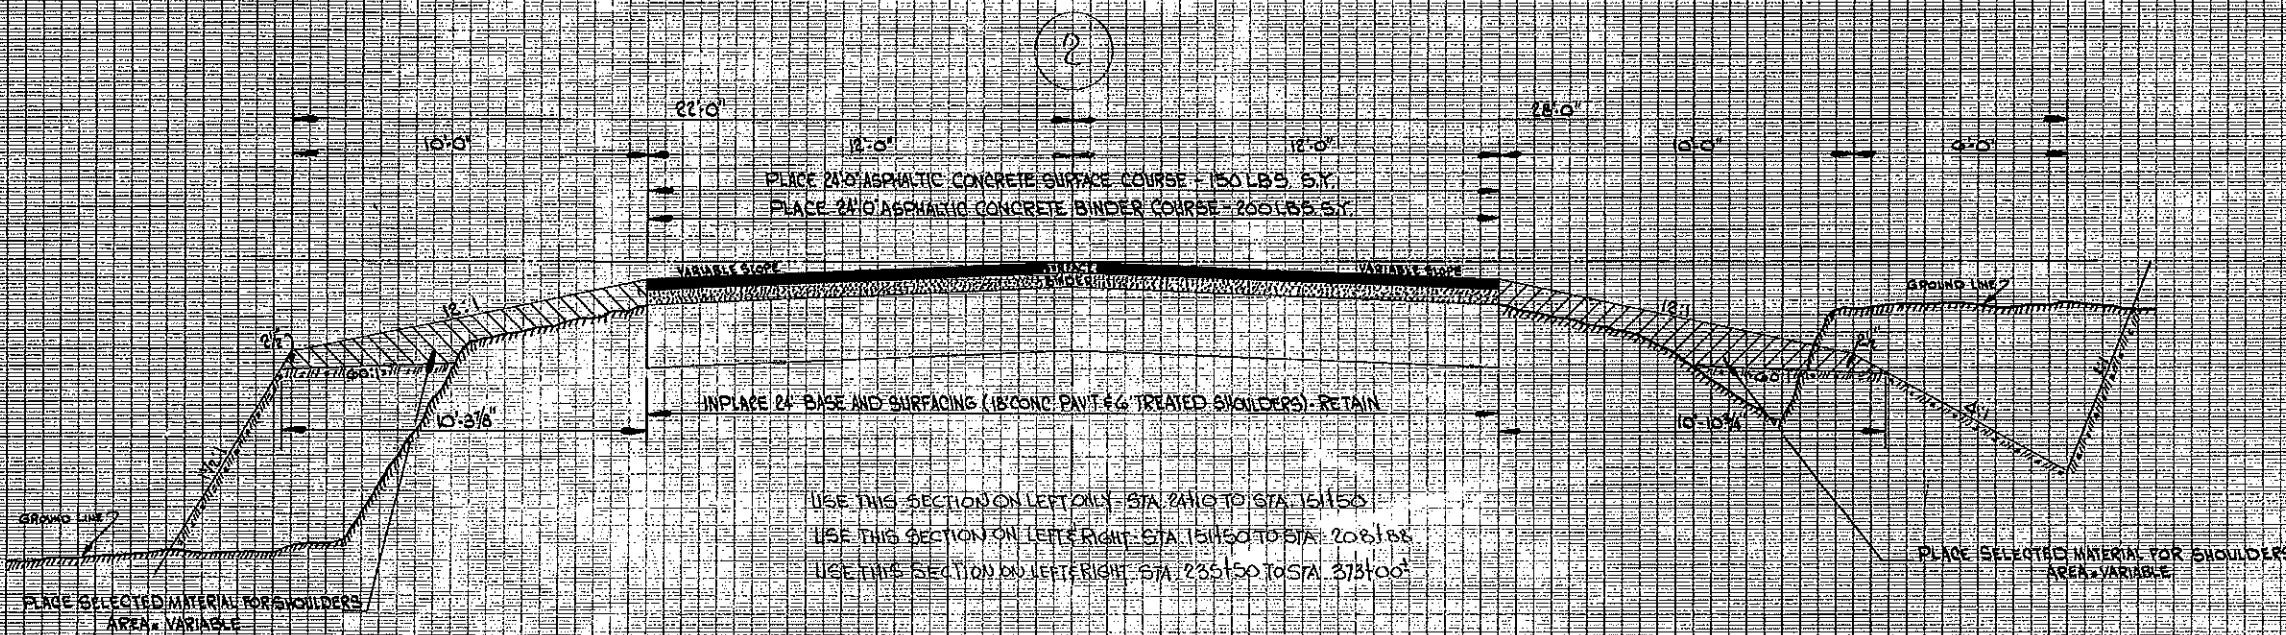 2
22'-0" 28'-0"
10'-0" 12'-0" 12'-0" 10'-0" 6'-0"
PLACE 24'-0" ASPHALTIC CONCRETE SURFACE COURSE - 150 LBS. S.Y.
PLACE 24'-0" ASPHALTIC CONCRETE BINDER COURSE - 200 LBS. S.Y.
VARIABLE SLOPE SURFACE VARIABLE SLOPE
BINDER
GROUND LINE
12:1 12:1
2½" 2½"
60:1 60:1
4:1
INPLACE 24' BASE AND SURFACING (18' CONC. PAV'T & 6' TREATED SHOULDERS) - RETAIN
10'-3⅞" 10'-10¾"
USE THIS SECTION ON LEFT ONLY - STA. 24+10 TO STA. 151+50
GROUND LINE
USE THIS SECTION ON LEFT & RIGHT - STA. 151+50 TO STA. 208+88
PLACE SELECTED MATERIAL FOR SHOULDERS
AREA = VARIABLE
USE THIS SECTION ON LEFT & RIGHT STA. 235+50 TO STA. 373+00±
PLACE SELECTED MATERIAL FOR SHOULDERS
AREA = VARIABLE